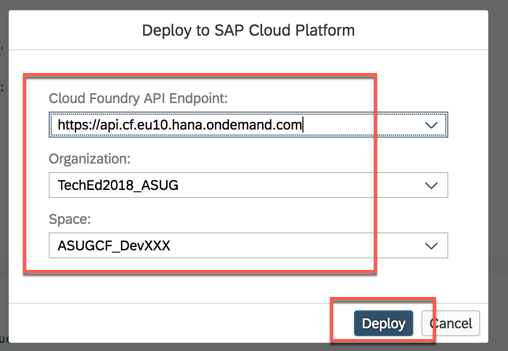 Deploy to SAP Cloud Platform
Cloud Foundry API Endpoint:
https://api.cf.eu10.hana.ondemand.com
Organization:
TechEd2018_ASUG
Space:
ASUGCF_DevXXX
Deploy Cancel